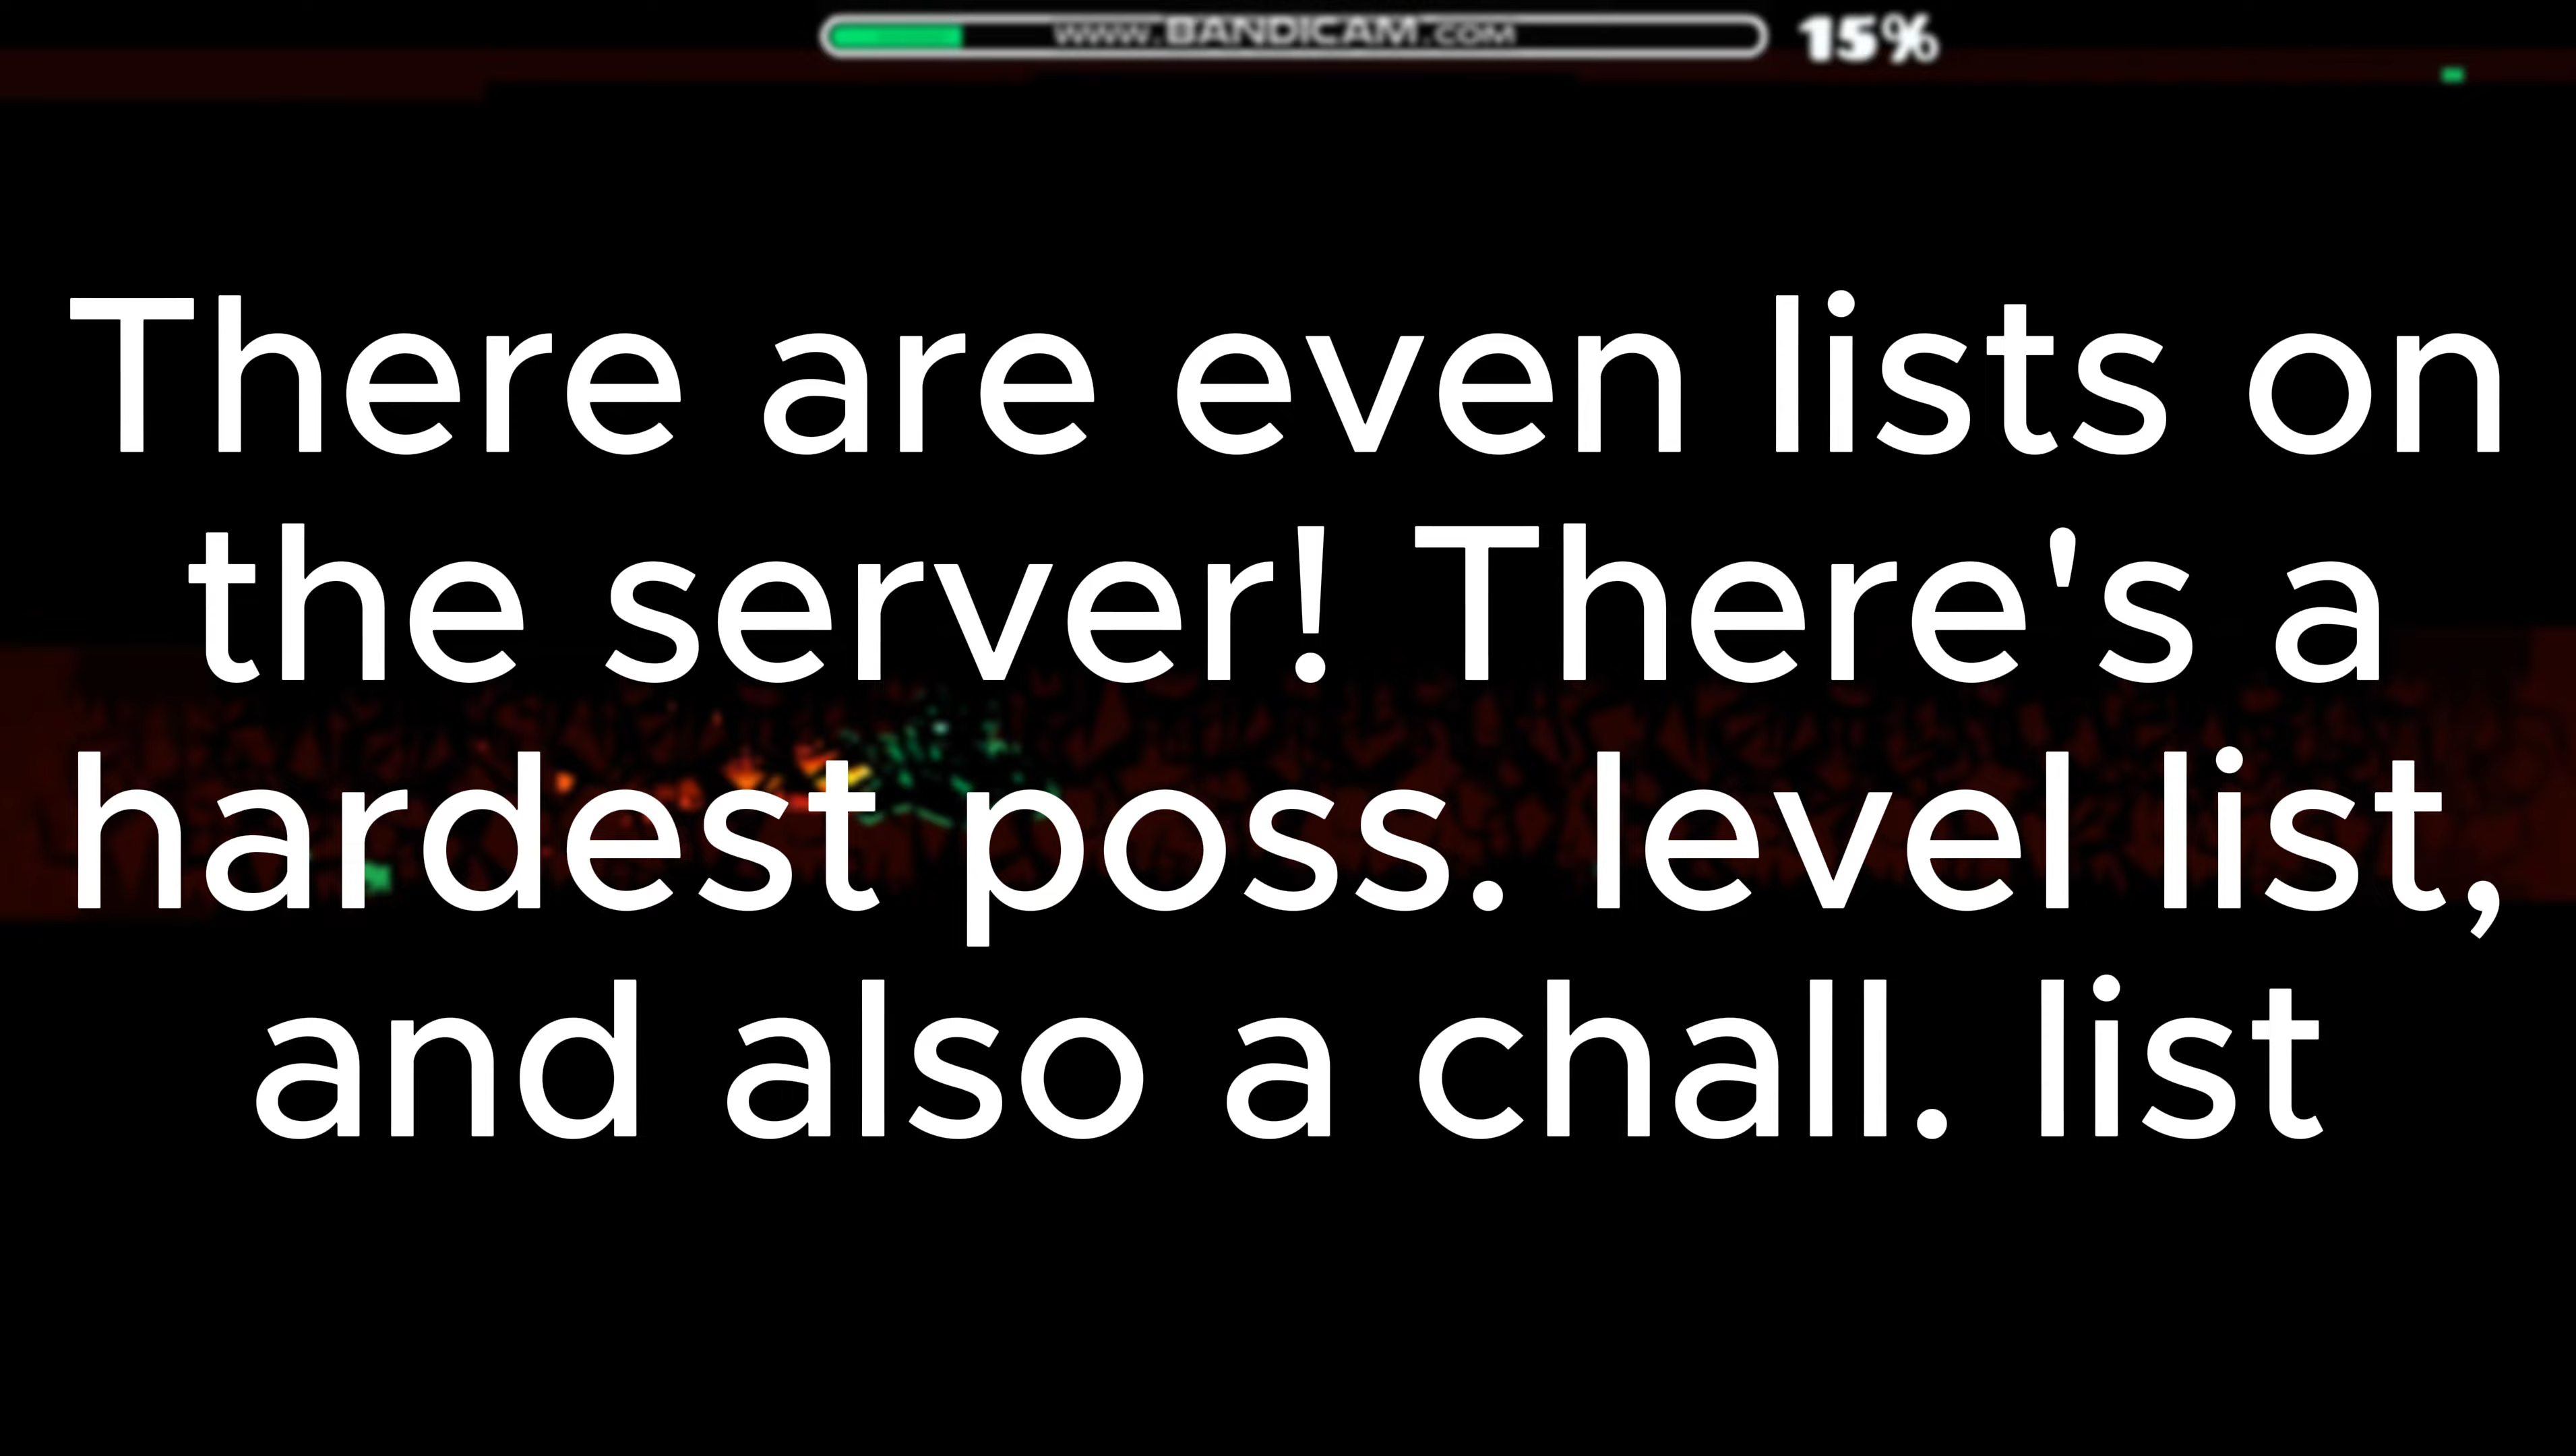 www.BANDICAM.com 15%
There are even lists on
the server! There's a
hardest poss. level list,
and also a chall. list